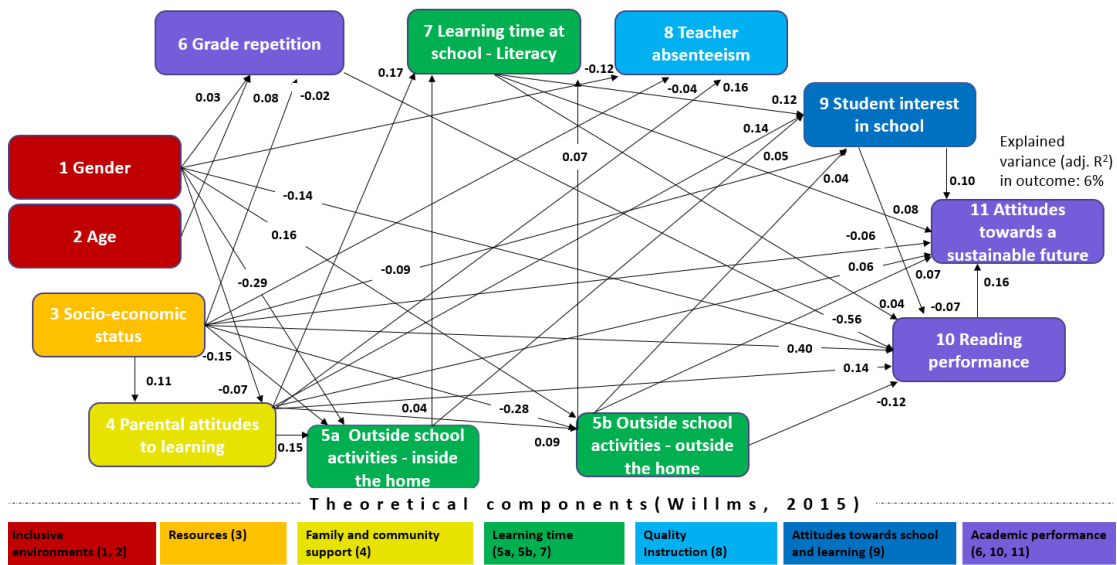 6 Grade repetition
7 Learning time at
school - Literacy
8 Teacher
absenteeism
9 Student interest
in school
Explained
variance (adj. R²)
in outcome: 6%
1 Gender
2 Age
11 Attitudes
towards a
sustainable future
3 Socio-economic
status
10 Reading
performance
4 Parental attitudes
to learning
5a Outside school
activities - inside
the home
5b Outside school
activities - outside
the home
0.03
0.08
-0.02
0.17
-0.12
-0.04
0.16
0.12
0.14
0.05
0.04
0.07
0.10
-0.14
0.16
-0.29
-0.09
0.08
-0.06
0.06
0.07
0.16
0.04
-0.07
-0.56
0.40
0.14
-0.12
-0.15
0.11
-0.07
0.04
-0.28
0.09
0.15
Theoretical components (Willms, 2015)
Inclusive
environments (1, 2)
Resources (3)
Family and community
support (4)
Learning time
(5a, 5b, 7)
Quality
Instruction (8)
Attitudes towards school
and learning (9)
Academic performance
(6, 10, 11)